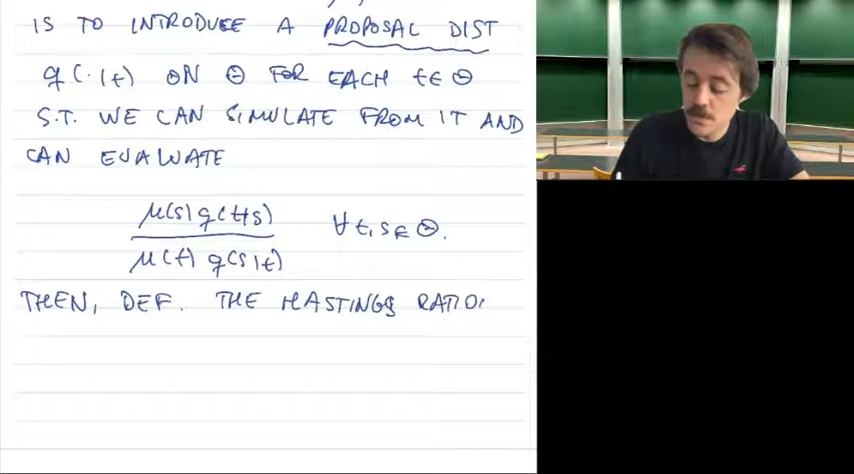 IS TO INTRODUCE A PROPOSAL DIST
q(·|t) ON Θ FOR EACH t∈Θ
S.T. WE CAN SIMULATE FROM IT AND
CAN EVALUATE
μ(s) q(t|s)
μ(t) q(s|t)
∀ t,s ∈ Θ.
THEN, DEF. THE HASTINGS RATIO